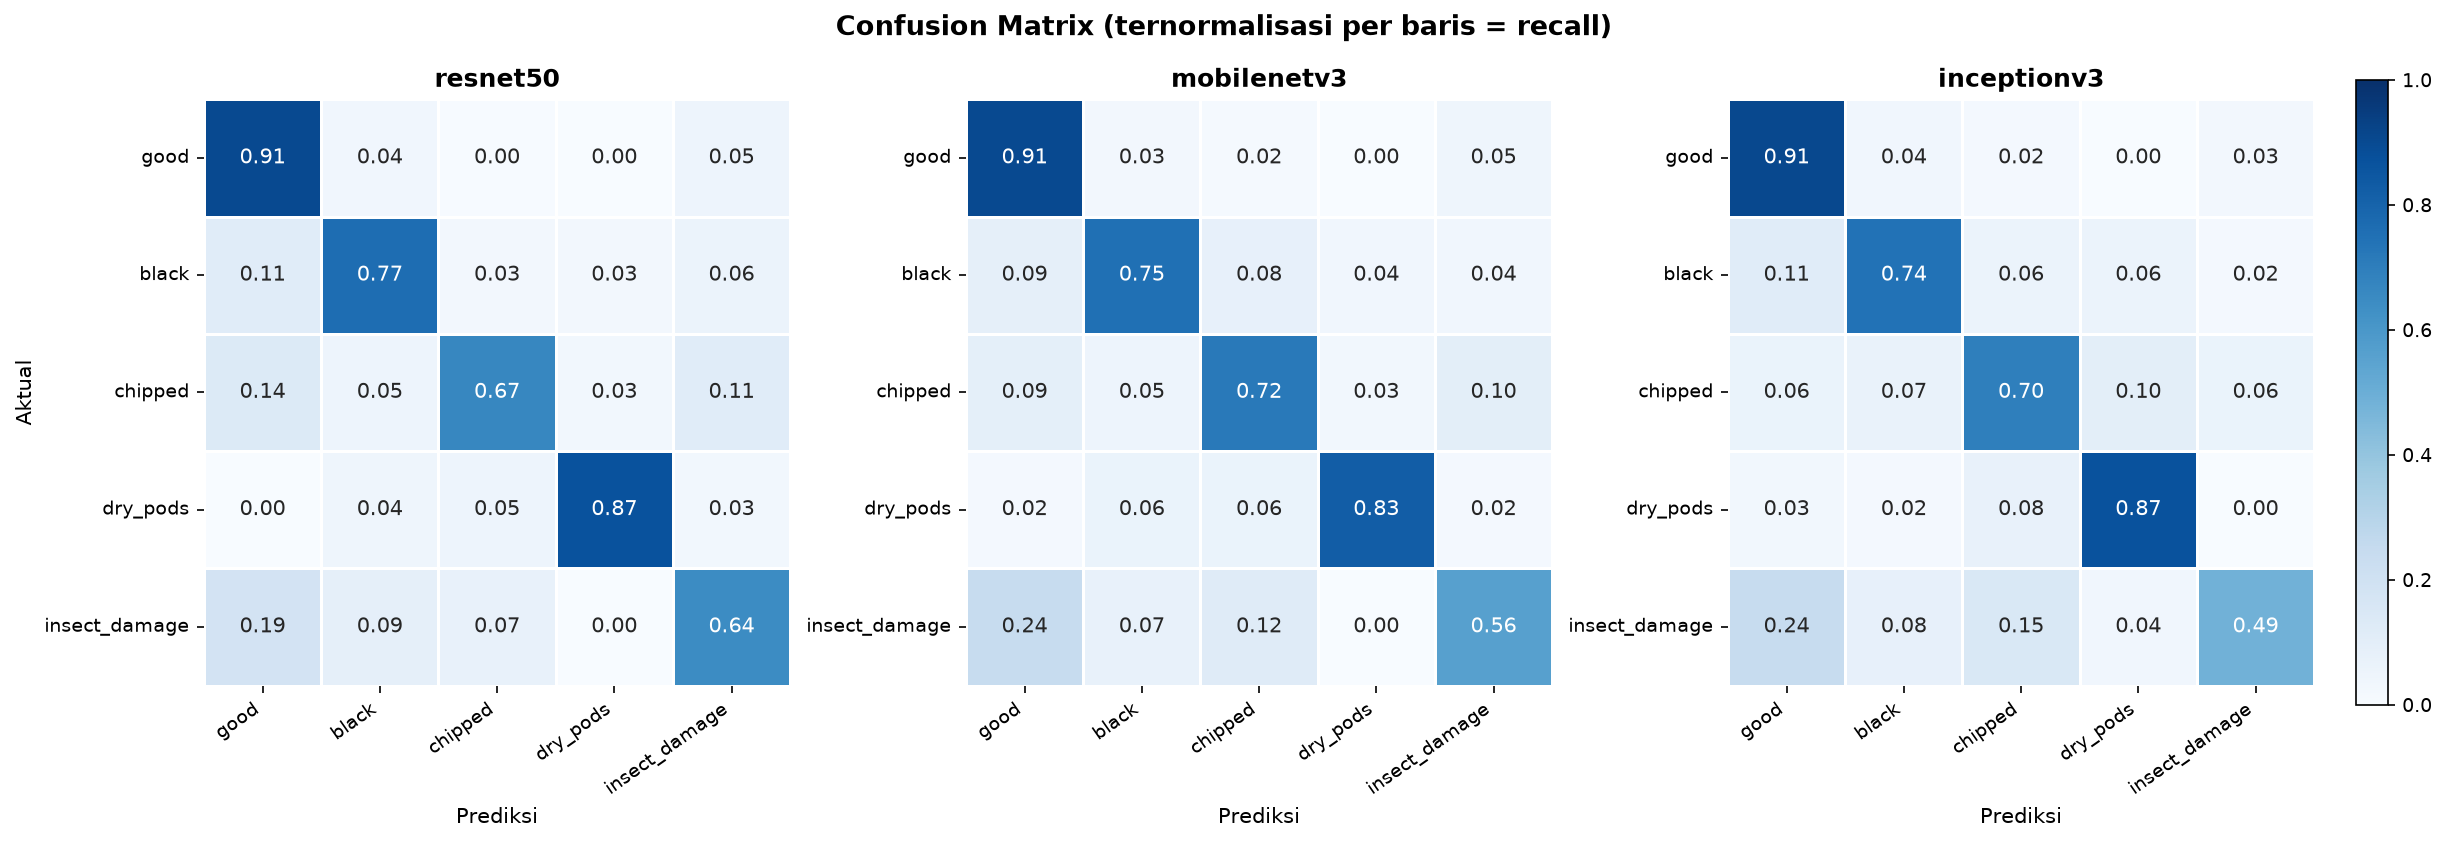 Confusion Matrix (ternormalisasi per baris = recall)
resnet50
Aktual
good 0.91 0.04 0.00 0.00 0.05
black 0.11 0.77 0.03 0.03 0.06
chipped 0.14 0.05 0.67 0.03 0.11
dry_pods 0.00 0.04 0.05 0.87 0.03
insect_damage 0.19 0.09 0.07 0.00 0.64
good black chipped dry_pods insect_damage
Prediksi
mobilenetv3
good 0.91 0.03 0.02 0.00 0.05
black 0.09 0.75 0.08 0.04 0.04
chipped 0.09 0.05 0.72 0.03 0.10
dry_pods 0.02 0.06 0.06 0.83 0.02
insect_damage 0.24 0.07 0.12 0.00 0.56
good black chipped dry_pods insect_damage
Prediksi
inceptionv3
good 0.91 0.04 0.02 0.00 0.03
black 0.11 0.74 0.06 0.06 0.02
chipped 0.06 0.07 0.70 0.10 0.06
dry_pods 0.03 0.02 0.08 0.87 0.00
insect_damage 0.24 0.08 0.15 0.04 0.49
good black chipped dry_pods insect_damage
Prediksi
1.0
0.8
0.6
0.4
0.2
0.0